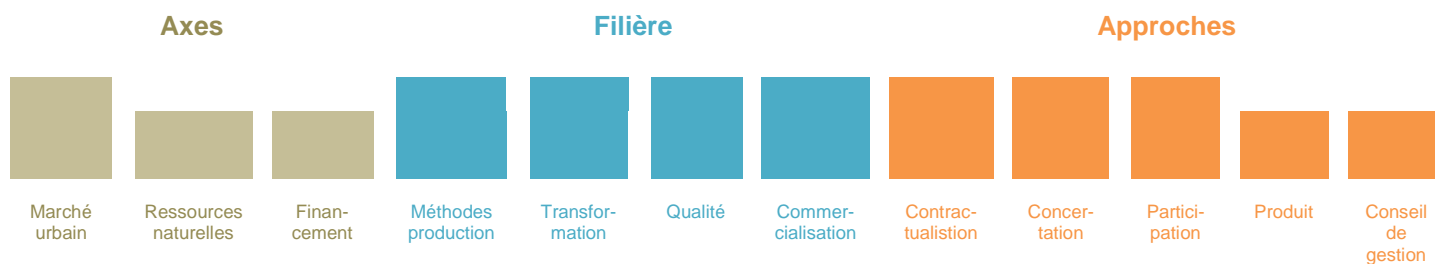 Axes
Filière
Approches
Marché
urbain
Ressources
naturelles
Finan-
cement
Méthodes
production
Transfor-
mation
Qualité
Commer-
cialisation
Contrac-
tualistion
Concer-
tation
Partici-
pation
Produit
Conseil
de
gestion